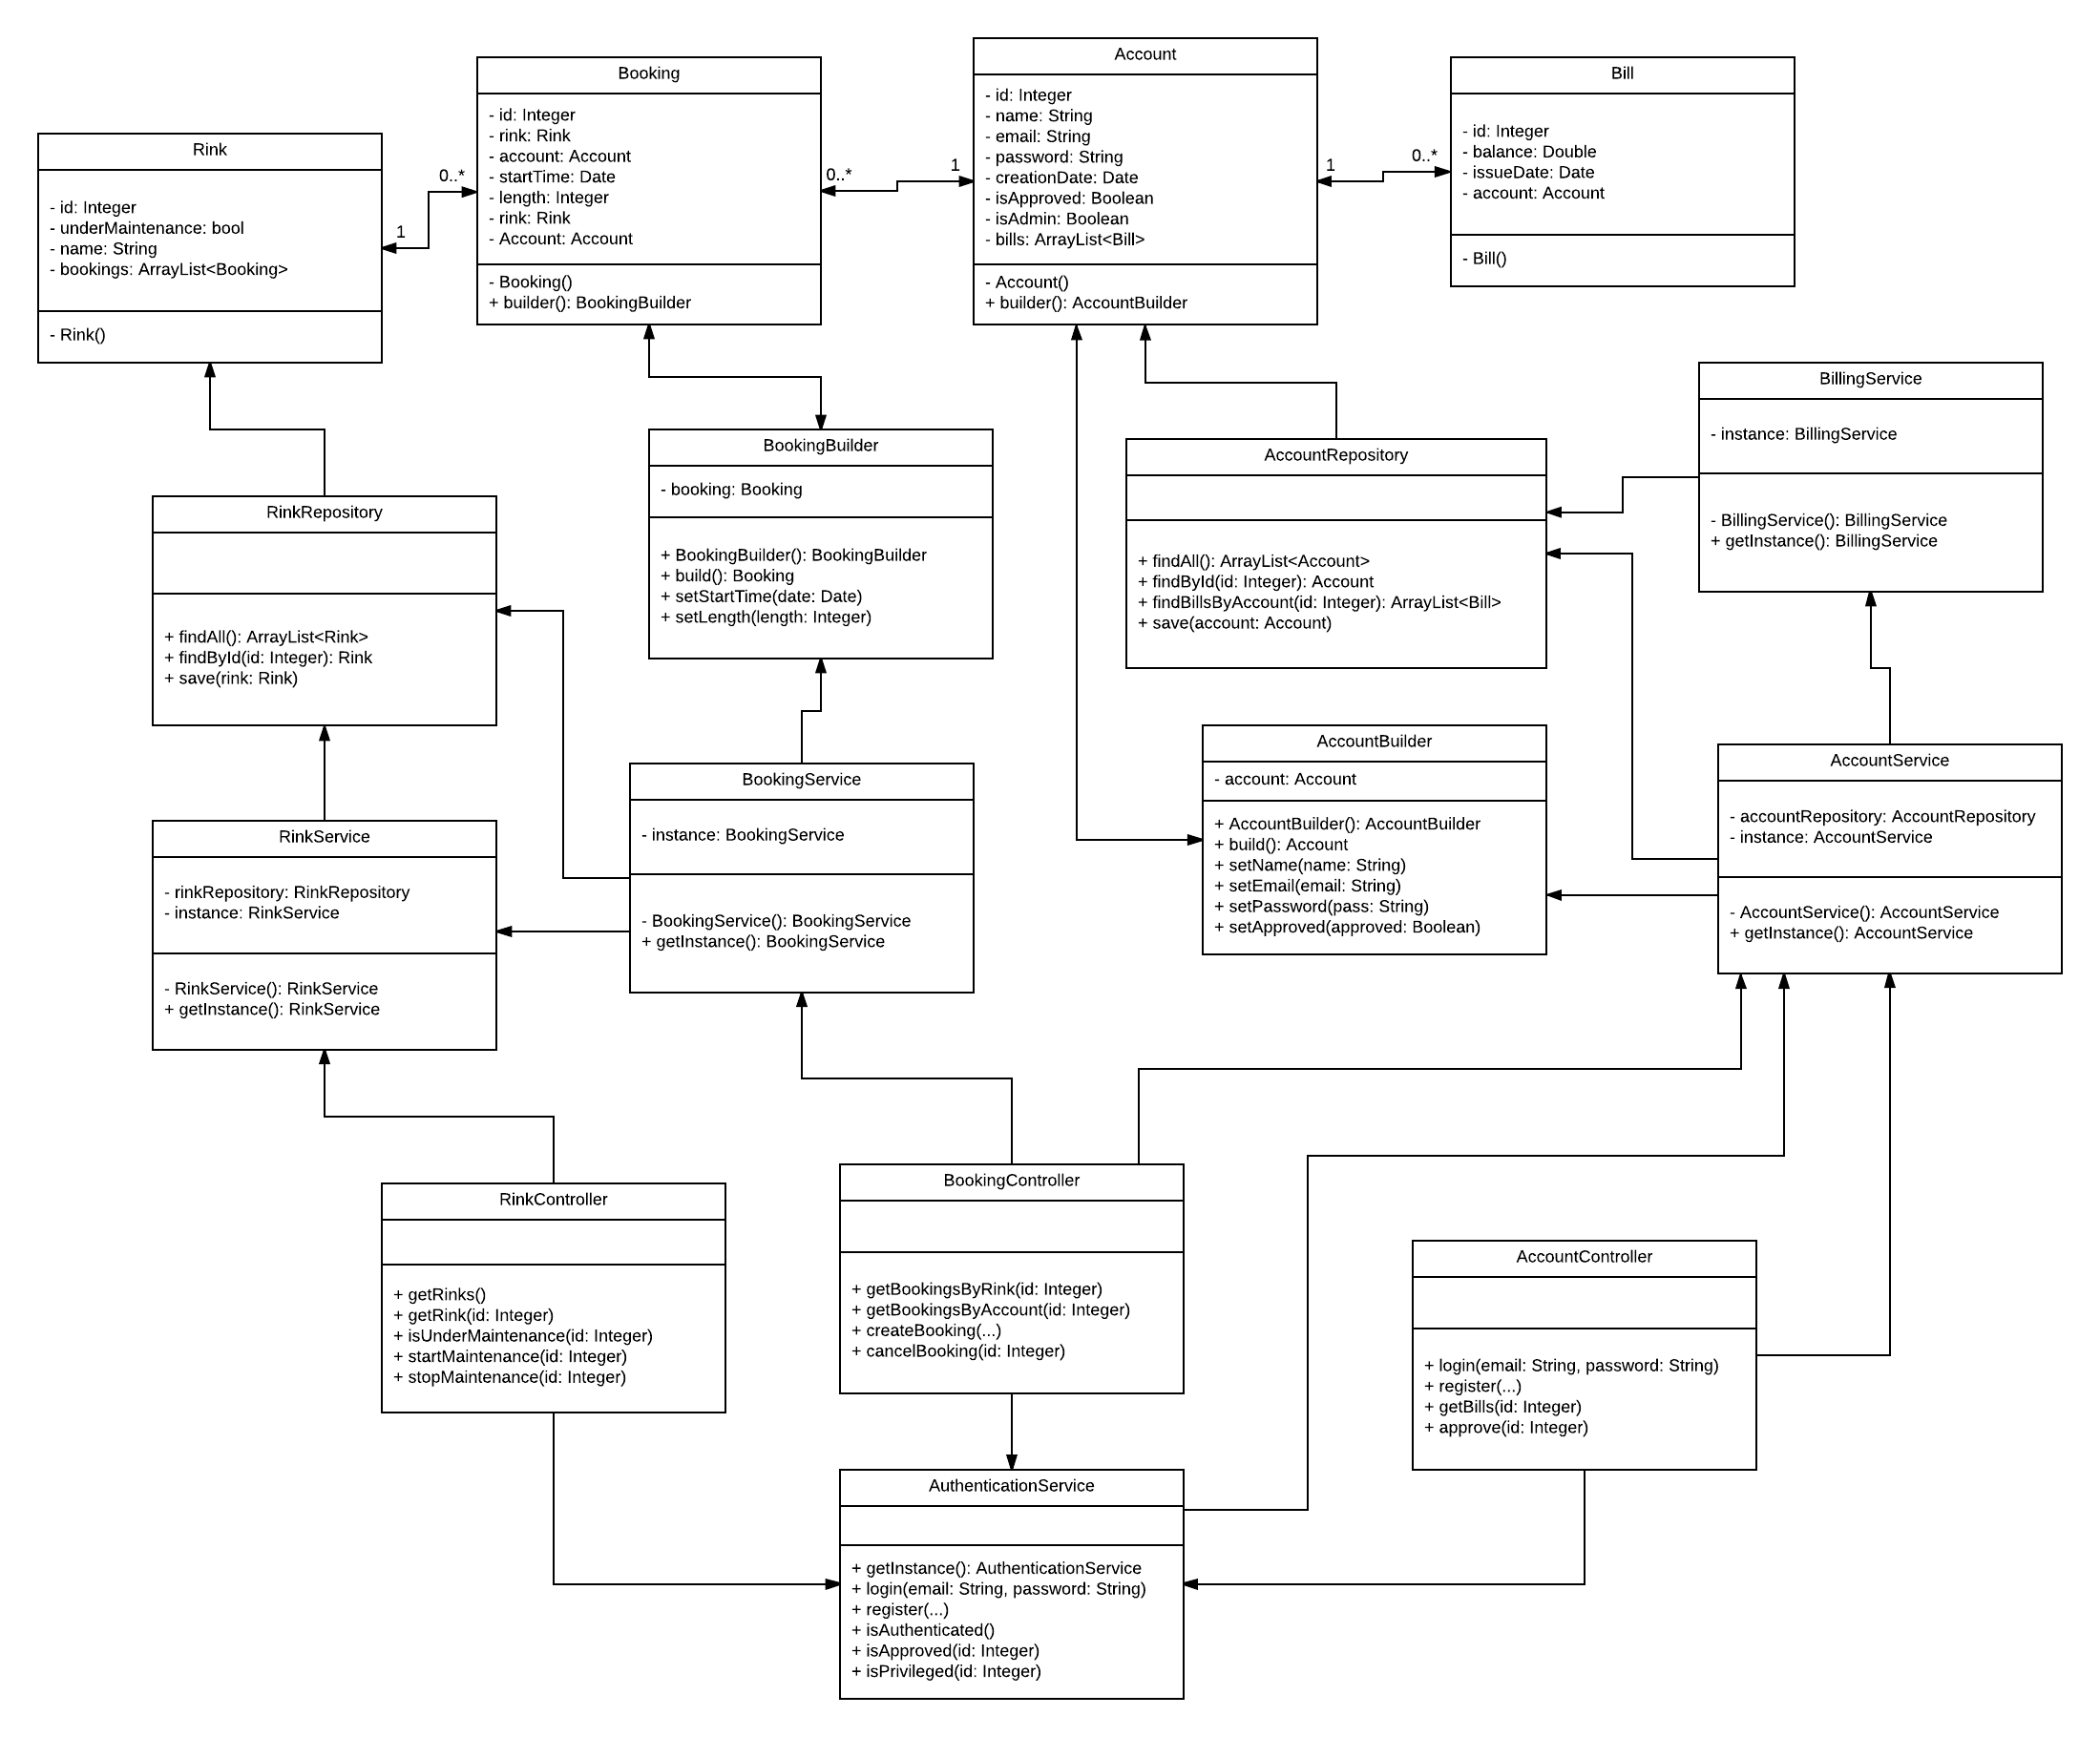 Rink
- id: Integer
- underMaintenance: bool
- name: String
- bookings: ArrayList<Booking>
- Rink()
1
0..*
Booking
- id: Integer
- rink: Rink
- account: Account
- startTime: Date
- length: Integer
- rink: Rink
- Account: Account
- Booking()
+ builder(): BookingBuilder
0..*
1
Account
- id: Integer
- name: String
- email: String
- password: String
- creationDate: Date
- isApproved: Boolean
- isAdmin: Boolean
- bills: ArrayList<Bill>
- Account()
+ builder(): AccountBuilder
1
0..*
Bill
- id: Integer
- balance: Double
- issueDate: Date
- account: Account
- Bill()
RinkRepository
+ findAll(): ArrayList<Rink>
+ findById(id: Integer): Rink
+ save(rink: Rink)
BookingBuilder
- booking: Booking
+ BookingBuilder(): BookingBuilder
+ build(): Booking
+ setStartTime(date: Date)
+ setLength(length: Integer)
AccountRepository
+ findAll(): ArrayList<Account>
+ findById(id: Integer): Account
+ findBillsByAccount(id: Integer): ArrayList<Bill>
+ save(account: Account)
BillingService
- instance: BillingService
- BillingService(): BillingService
+ getInstance(): BillingService
RinkService
- rinkRepository: RinkRepository
- instance: RinkService
- RinkService(): RinkService
+ getInstance(): RinkService
BookingService
- instance: BookingService
- BookingService(): BookingService
+ getInstance(): BookingService
AccountBuilder
- account: Account
+ AccountBuilder(): AccountBuilder
+ build(): Account
+ setName(name: String)
+ setEmail(email: String)
+ setPassword(pass: String)
+ setApproved(approved: Boolean)
AccountService
- accountRepository: AccountRepository
- instance: AccountService
- AccountService(): AccountService
+ getInstance(): AccountService
RinkController
+ getRinks()
+ getRink(id: Integer)
+ isUnderMaintenance(id: Integer)
+ startMaintenance(id: Integer)
+ stopMaintenance(id: Integer)
BookingController
+ getBookingsByRink(id: Integer)
+ getBookingsByAccount(id: Integer)
+ createBooking(...)
+ cancelBooking(id: Integer)
AccountController
+ login(email: String, password: String)
+ register(...)
+ getBills(id: Integer)
+ approve(id: Integer)
AuthenticationService
+ getInstance(): AuthenticationService
+ login(email: String, password: String)
+ register(...)
+ isAuthenticated()
+ isApproved(id: Integer)
+ isPrivileged(id: Integer)